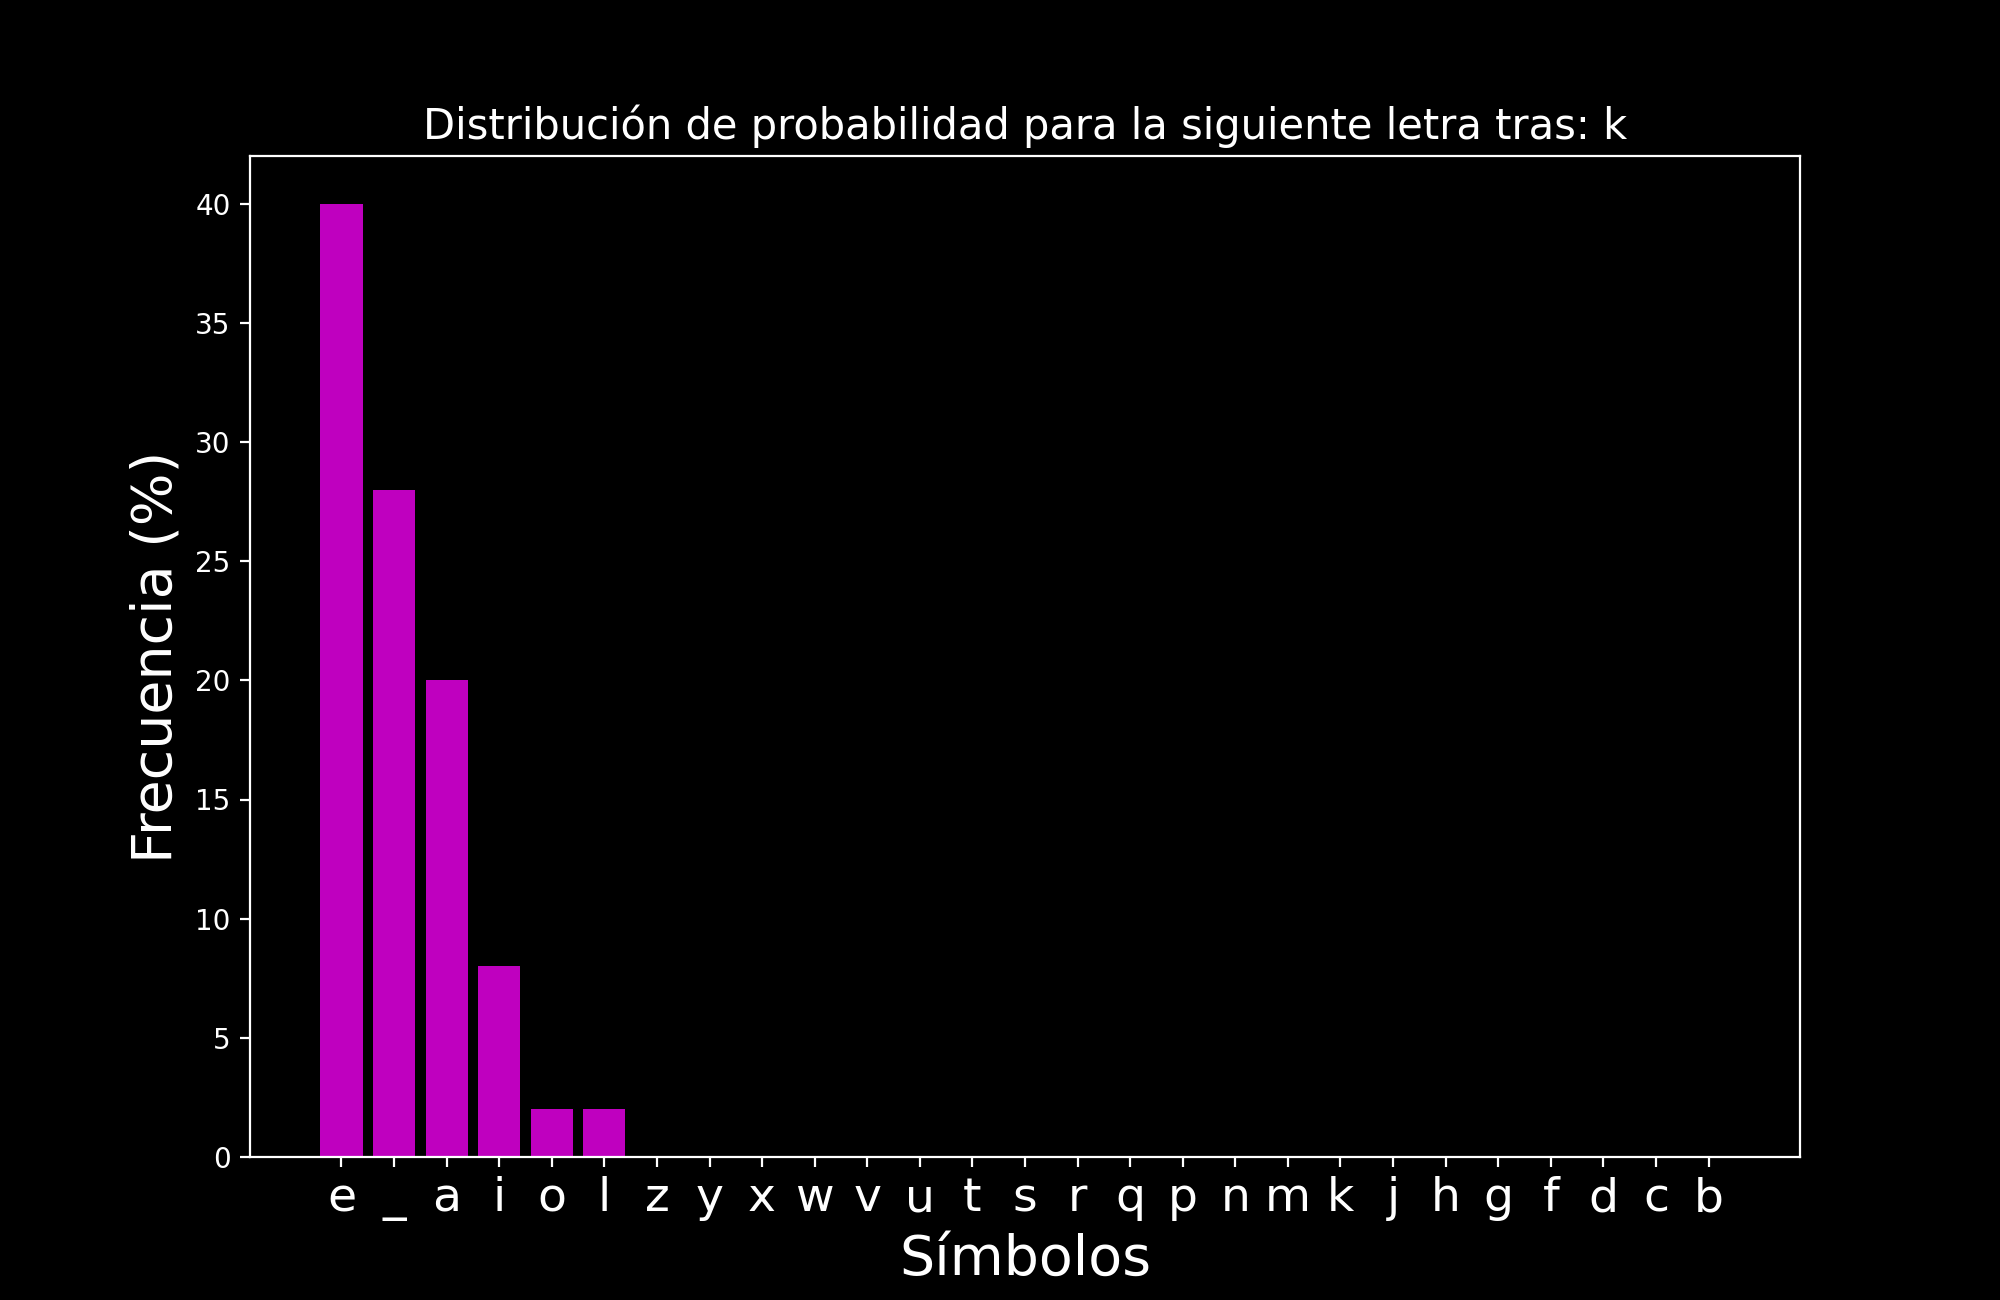 Distribución de probabilidad para la siguiente letra tras: k
Frecuencia (%)
40
35
30
25
20
15
10
5
0
e _ a i o l z y x w v u t s r q p n m k j h g f d c b
Símbolos